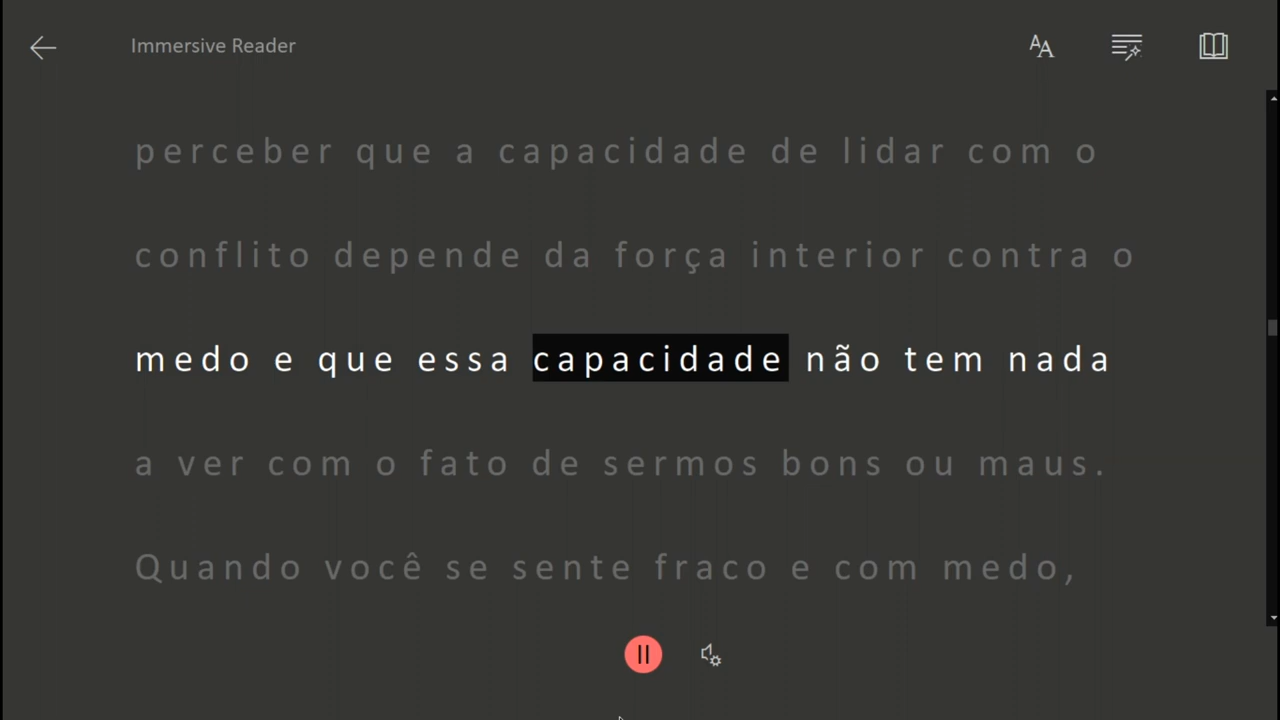 Immersive Reader
perceber que a capacidade de lidar com o
conflito depende da força interior contra o
medo e que essa capacidade não tem nada
a ver com o fato de sermos bons ou maus.
Quando você se sente fraco e com medo,